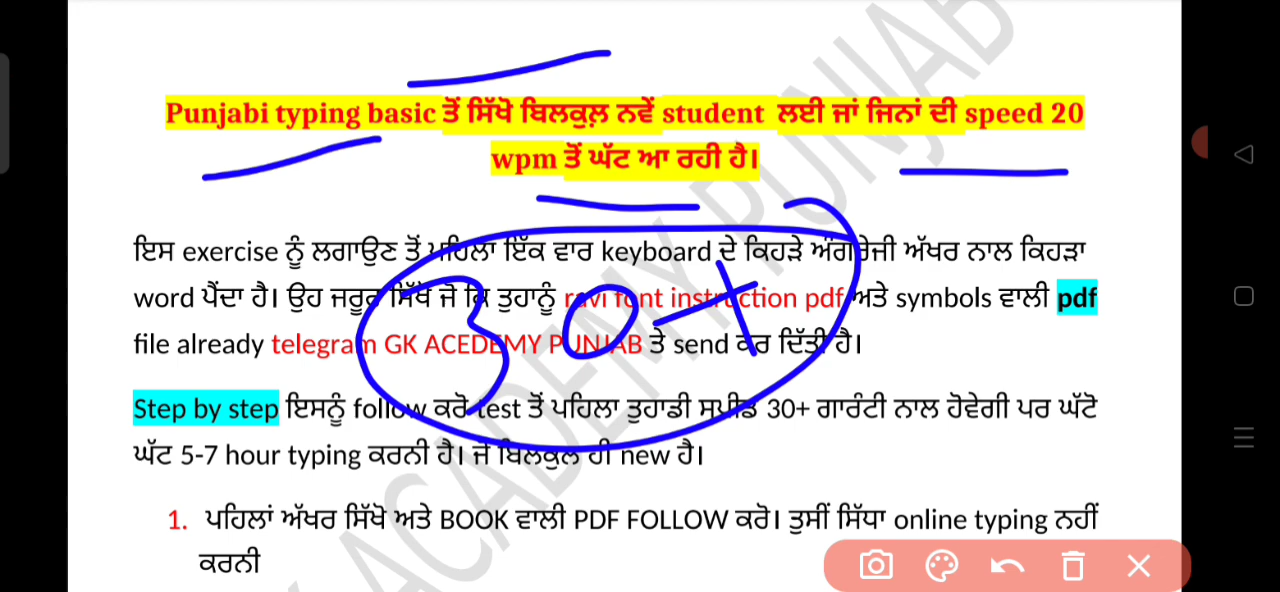 Punjabi typing basic ਤੋਂ ਸਿੱਖੋ ਬਿਲਕੁਲ਼ ਨਵੇਂ student ਲਈ ਜਾਂ ਜਿਨਾਂ ਦੀ speed 20
wpm ਤੋਂ ਘੱਟ ਆ ਰਹੀ ਹੈ।
ਇਸ exercise ਨੂੰ ਲਗਾਉਣ ਤੋਂ ਪਹਿਲਾ ਇੱਕ ਵਾਰ keyboard ਦੇ ਕਿਹੜੇ ਅੰਗਰੇਜੀ ਅੱਖਰ ਨਾਲ ਕਿਹੜਾ
word ਪੈਂਦਾ ਹੈ। ਉਹ ਜਰੂਰ ਸਿੱਖੋ ਜੋ ਕਿ ਤੁਹਾਨੂੰ ravi font instruction pdf ਅਤੇ symbols ਵਾਲੀ pdf
file already telegram GK ACEDEMY PUNJAB ਤੇ send ਕਰ ਦਿੱਤੀ ਹੈ।
30+
Step by step ਇਸਨੂੰ follow ਕਰੋ test ਤੋਂ ਪਹਿਲਾ ਤੁਹਾਡੀ ਸਪੀਡ 30+ ਗਾਰੰਟੀ ਨਾਲ ਹੋਵੇਗੀ ਪਰ ਘੱਟੋ
ਘੱਟ 5-7 hour typing ਕਰਨੀ ਹੈ। ਜੋ ਬਿਲਕੁਲ ਹੀ new ਹੈ।
1. ਪਹਿਲਾਂ ਅੱਖਰ ਸਿੱਖੋ ਅਤੇ BOOK ਵਾਲੀ PDF FOLLOW ਕਰੋ। ਤੁਸੀਂ ਸਿੱਧਾ online typing ਨਹੀਂ
ਕਰਨੀ
ACADEMY PUNJAB